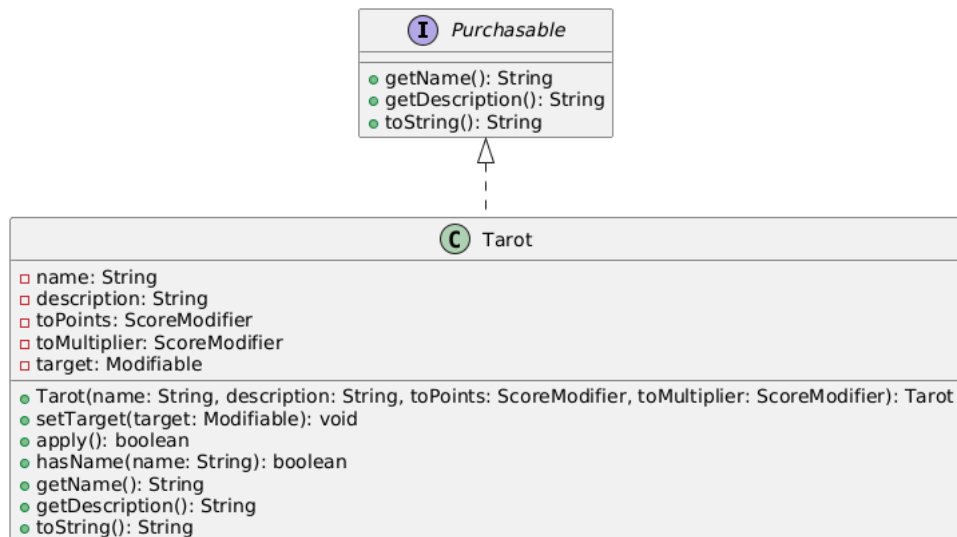 I Purchasable
getName(): String
getDescription(): String
toString(): String
C Tarot
name: String
description: String
toPoints: ScoreModifier
toMultiplier: ScoreModifier
target: Modifiable
Tarot(name: String, description: String, toPoints: ScoreModifier, toMultiplier: ScoreModifier): Tarot
setTarget(target: Modifiable): void
apply(): boolean
hasName(name: String): boolean
getName(): String
getDescription(): String
toString(): String